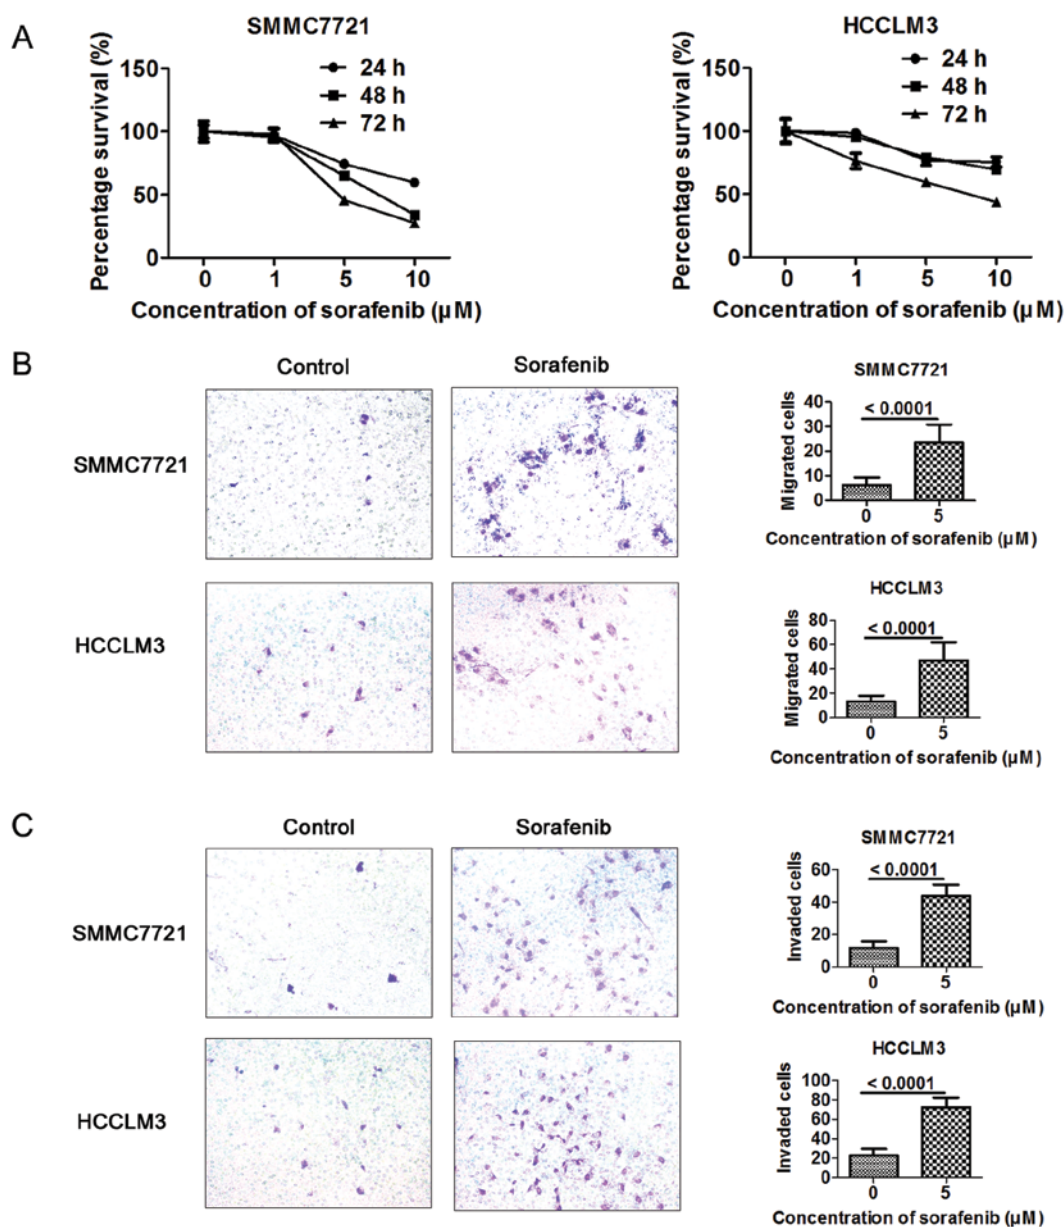 A
SMMC7721
Percentage survival (%)
150
100
50
0
24 h
48 h
72 h
0 1 5 10
Concentration of sorafenib (µM)
HCCLM3
Percentage survival (%)
150
100
50
0
24 h
48 h
72 h
0 1 5 10
Concentration of sorafenib (µM)
B
Control
Sorafenib
SMMC7721
HCCLM3
SMMC7721
Migrated cells
40
30
20
10
0
< 0.0001
0 5
Concentration of sorafenib (µM)
HCCLM3
Migrated cells
80
60
40
20
0
< 0.0001
0 5
Concentration of sorafenib (µM)
C
Control
Sorafenib
SMMC7721
HCCLM3
SMMC7721
Invaded cells
60
40
20
0
< 0.0001
0 5
Concentration of sorafenib (µM)
HCCLM3
Invaded cells
100
80
60
40
20
0
< 0.0001
0 5
Concentration of sorafenib (µM)